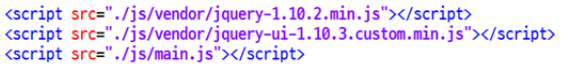 <script src="./js/vendor/jquery-1.10.2.min.js"></script>
<script src="./js/vendor/jquery-ui-1.10.3.custom.min.js"></script>
<script src="./js/main.js"></script>